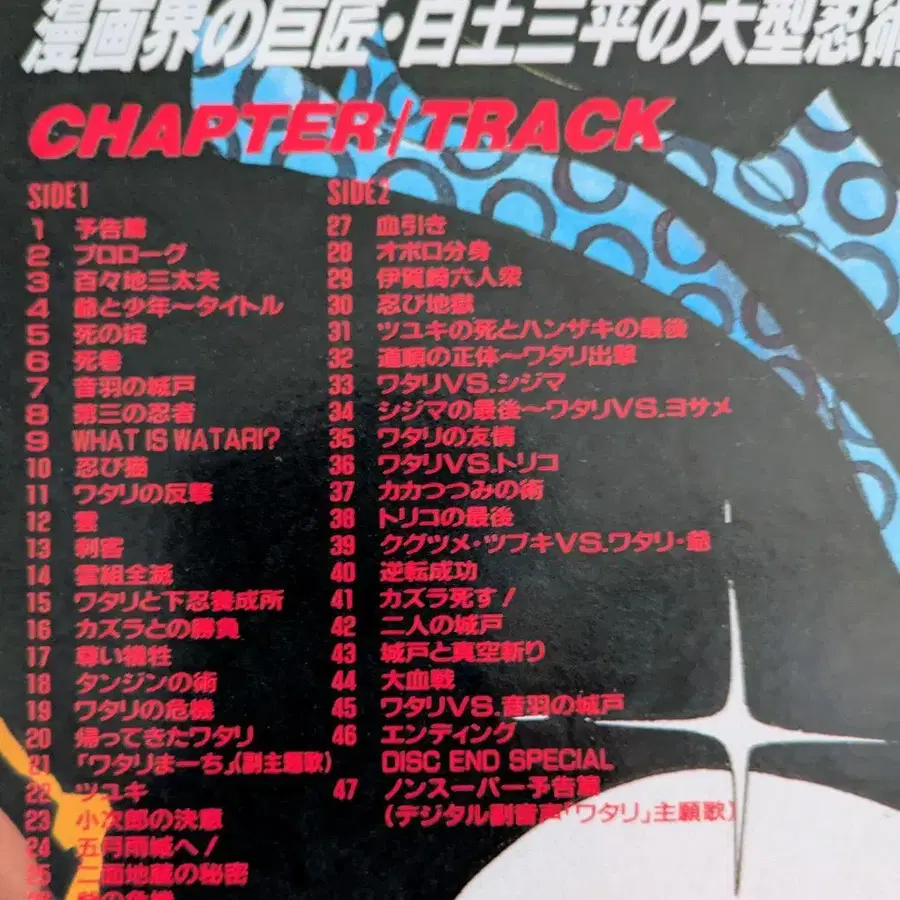 漫画界の巨匠・白土三平の大型忍術
CHAPTER/TRACK
SIDE1
1 予告篇
2 プロローグ
3 百々地三太夫
4 爺と少年〜タイトル
5 死の掟
6 死巻
7 音羽の城戸
8 第三の忍者
9 WHAT IS WATARI?
10 忍び猫
11 ワタリの反撃
12 雲
13 刺客
14 雲組全滅
15 ワタリと下忍養成所
16 カズラとの勝負
17 尊い犠牲
18 タンジンの術
19 ワタリの危機
20 帰ってきたワタリ
21 「ワタリまーち」(副主題歌)
22 ツユキ
23 小次郎の決意
24 五月雨城へ!
25 二面地蔵の秘密
SIDE2
27 血引き
28 オボロ分身
29 伊賀崎六人衆
30 忍び地獄
31 ツユキの死とハンザキの最後
32 道順の正体〜ワタリ出撃
33 ワタリVS.シジマ
34 シジマの最後〜ワタリVS.ヨサメ
35 ワタリの友情
36 ワタリVS.トリコ
37 カカつつみの術
38 トリコの最後
39 クグツメ・ツブキVS.ワタリ・爺
40 逆転成功
41 カズラ死す!
42 二人の城戸
43 城戸と真空斬り
44 大血戦
45 ワタリVS.音羽の城戸
46 エンディング
DISC END SPECIAL
47 ノンスーパー予告篇
(デジタル副音声「ワタリ」主願歌)